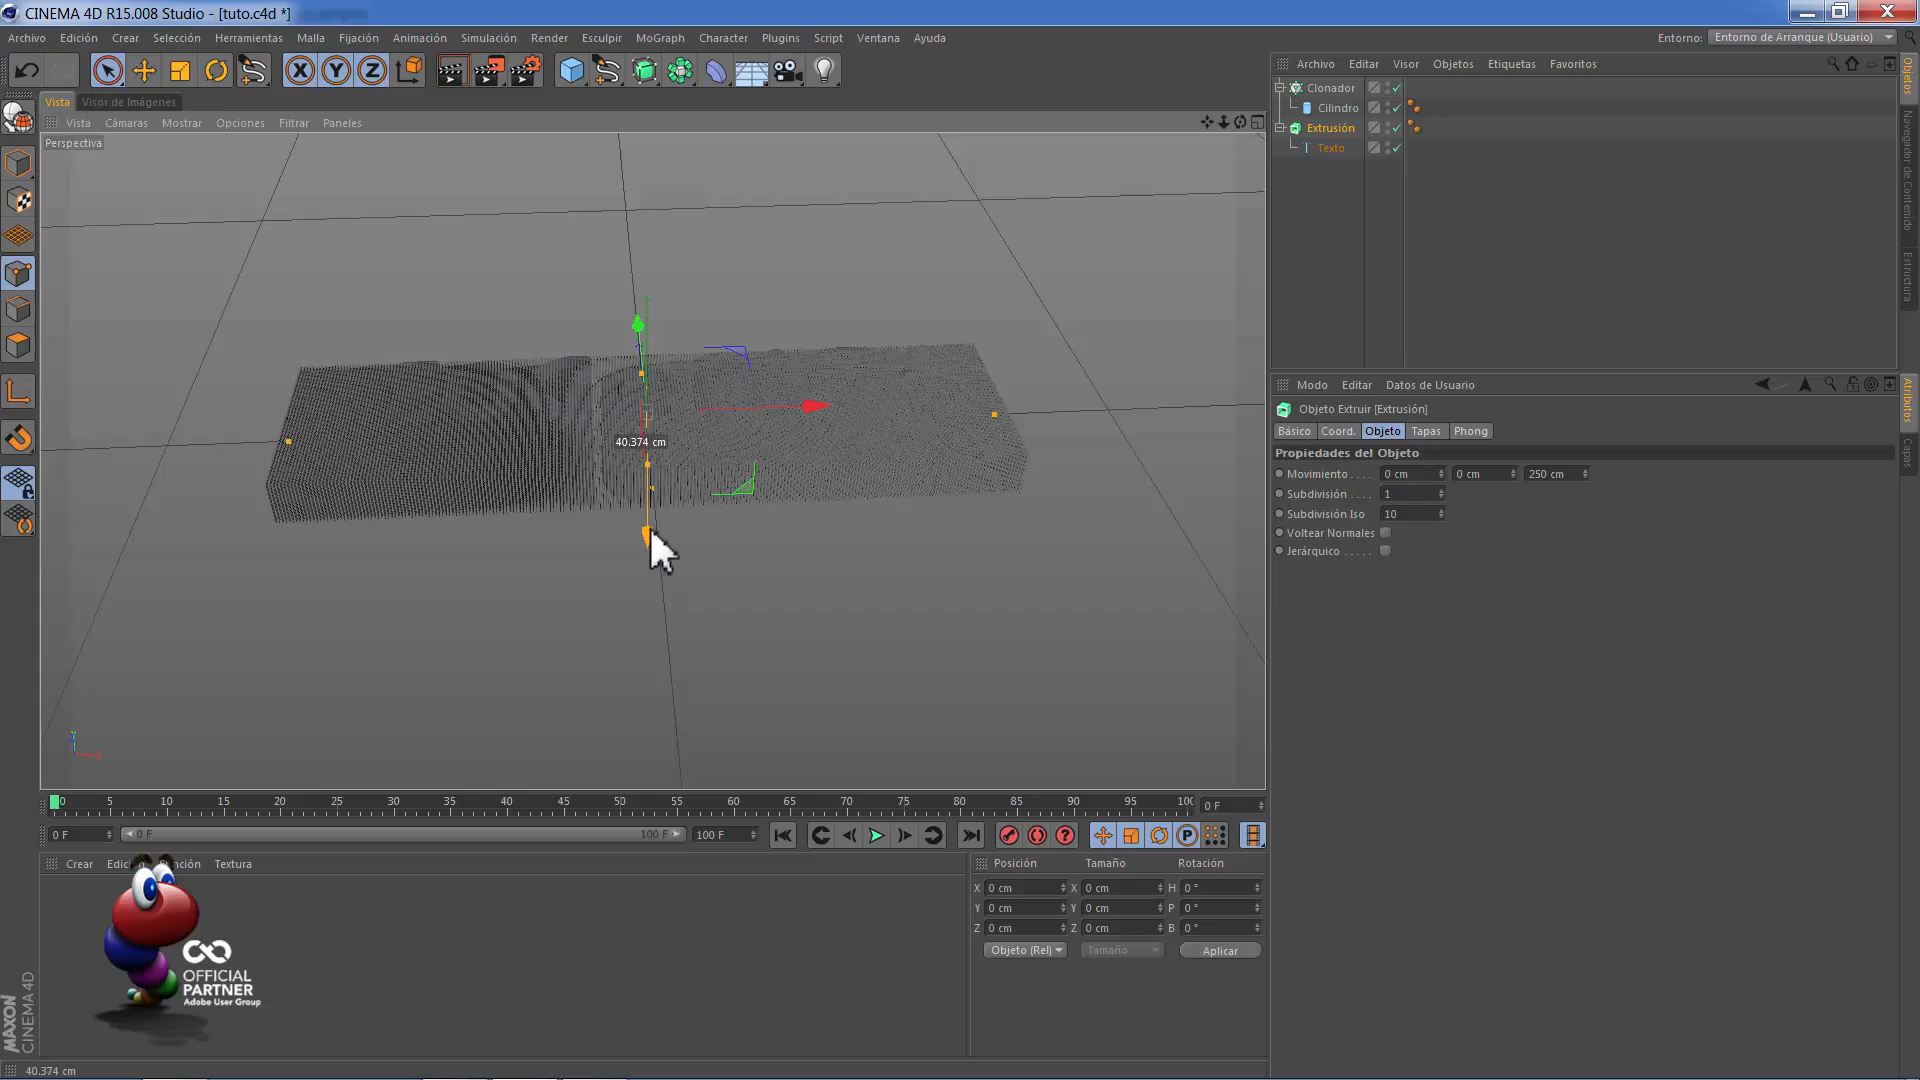 CINEMA 4D R15.008 Studio - [tuto.c4d *]
Archivo Edición Crear Selección Herramientas Malla Fijación Animación Simulación Render Esculpir MoGraph Character Plugins Script Ventana Ayuda
Entorno: Entorno de Arranque (Usuario)
X Y Z
Archivo Editar Visor Objetos Etiquetas Favoritos
Objetos
Navegador de Contenido
Estructura
Clonador
Cilindro
Extrusión
Texto
Vista Visor de Imágenes
Vista Cámaras Mostrar Opciones Filtrar Paneles
Perspectiva
40.374 cm
Y
X
Modo Editar Datos de Usuario
Atributos
Capas
Objeto Extruir [Extrusión]
Básico Coord. Objeto Tapas Phong
Propiedades del Objeto
Movimiento . . . . 0 cm 0 cm 250 cm
Subdivisión . . . . 1
Subdivisión Iso 10
Voltear Normales
Jerárquico . . . . .
0 5 10 15 20 25 30 35 40 45 50 55 60 65 70 75 80 85 90 95 100 0 F
0 F 0 F 100 F 100 F
P
Crear Textura
Posición Tamaño Rotación
X 0 cm X 0 cm H 0 °
Y 0 cm Y 0 cm P 0 °
Z 0 cm Z 0 cm B 0 °
Objeto (Rel) Tamaño Aplicar
OFFICIAL
PARTNER
Adobe User Group
MAXON
CINEMA 4D
40.374 cm